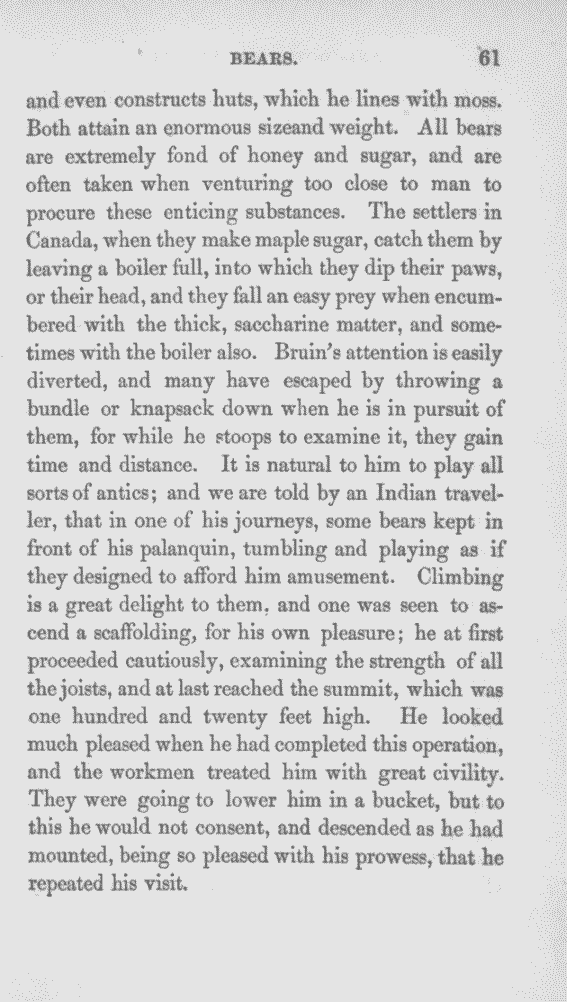 BEARS. 61
and even constructs huts, which he lines with moss.
Both attain an enormous sizeand weight. All bears
are extremely fond of honey and sugar, and are
often taken when venturing too close to man to
procure these enticing substances. The settlers in
Canada, when they make maple sugar, catch them by
leaving a boiler full, into which they dip their paws,
or their head, and they fall an easy prey when encum-
bered with the thick, saccharine matter, and some-
times with the boiler also. Bruin's attention is easily
diverted, and many have escaped by throwing a
bundle or knapsack down when he is in pursuit of
them, for while he stoops to examine it, they gain
time and distance. It is natural to him to play all
sorts of antics; and we are told by an Indian travel-
ler, that in one of his journeys, some bears kept in
front of his palanquin, tumbling and playing as if
they designed to afford him amusement. Climbing
is a great delight to them, and one was seen to as-
cend a scaffolding, for his own pleasure; he at first
proceeded cautiously, examining the strength of all
the joists, and at last reached the summit, which was
one hundred and twenty feet high. He looked
much pleased when he had completed this operation,
and the workmen treated him with great civility.
They were going to lower him in a bucket, but to
this he would not consent, and descended as he had
mounted, being so pleased with his prowess, that he
repeated his visit.